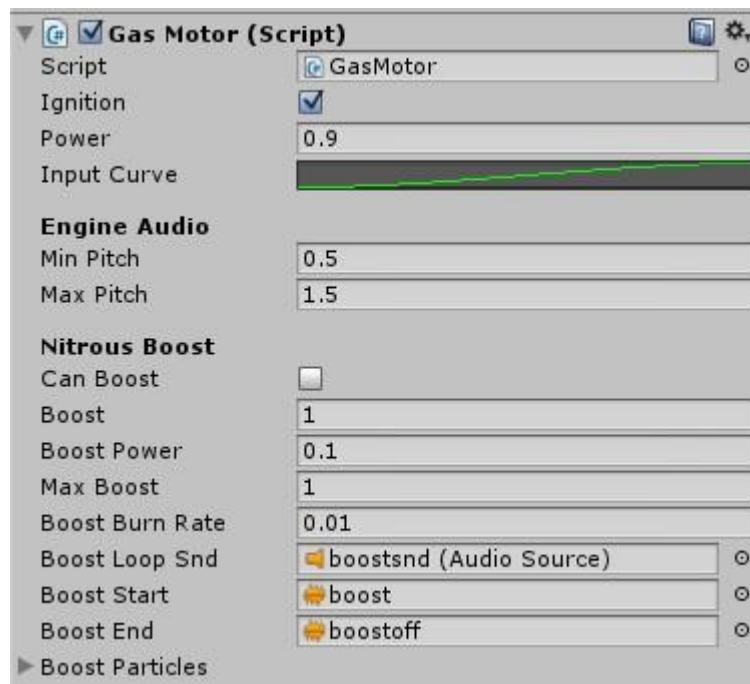 Gas Motor (Script)
Script GasMotor
Ignition
Power 0.9
Input Curve
Engine Audio
Min Pitch 0.5
Max Pitch 1.5
Nitrous Boost
Can Boost
Boost 1
Boost Power 0.1
Max Boost 1
Boost Burn Rate 0.01
Boost Loop Snd boostsnd (Audio Source)
Boost Start boost
Boost End boostoff
Boost Particles